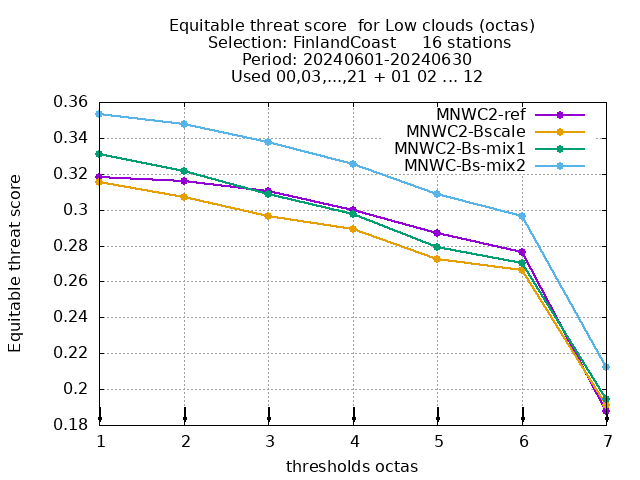 Equitable threat score  for Low clouds (octas)
Selection: FinlandCoast     16 stations
Period: 20240601-20240630
Used 00,03,...,21 + 01 02 ... 12
MNWC2-ref
MNWC2-Bscale
MNWC2-Bs-mix1
MNWC-Bs-mix2
Equitable threat score
0.36
0.34
0.32
0.3
0.28
0.26
0.24
0.22
0.2
0.18
1 2 3 4 5 6 7
thresholds octas